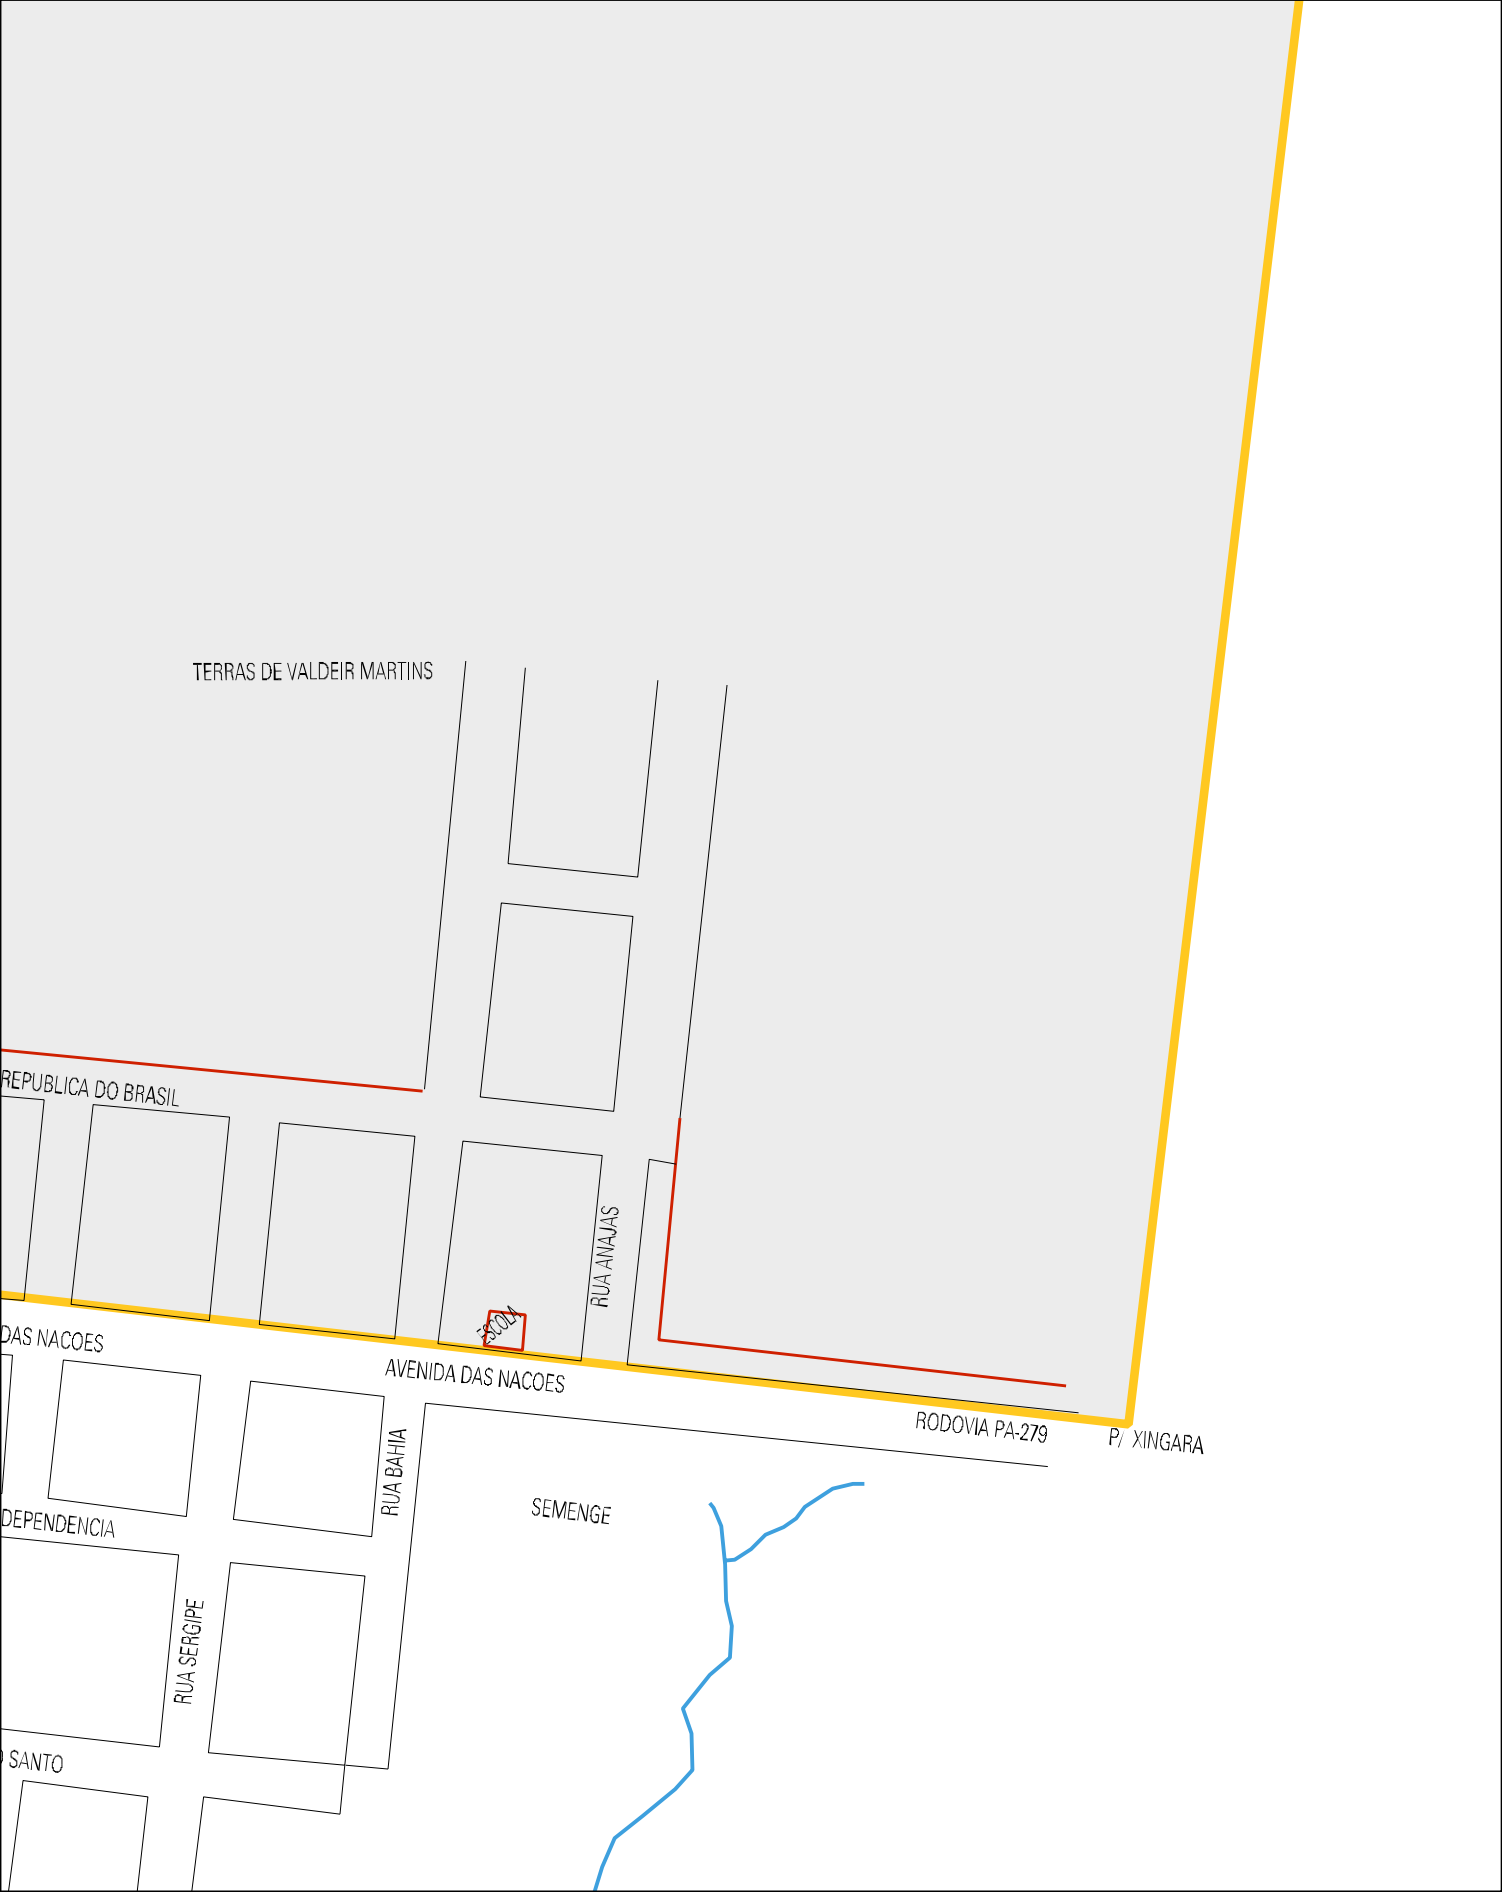 TERRAS DE VALDEIR MARTINS
REPUBLICA DO BRASIL
RUA ANAJAS
ESCOLA
DAS NACOES
AVENIDA DAS NACOES
RODOVIA PA-279
P/ XINGARA
RUA BAHIA
SEMENGE
DEPENDENCIA
RUA SERGIPE
O SANTO